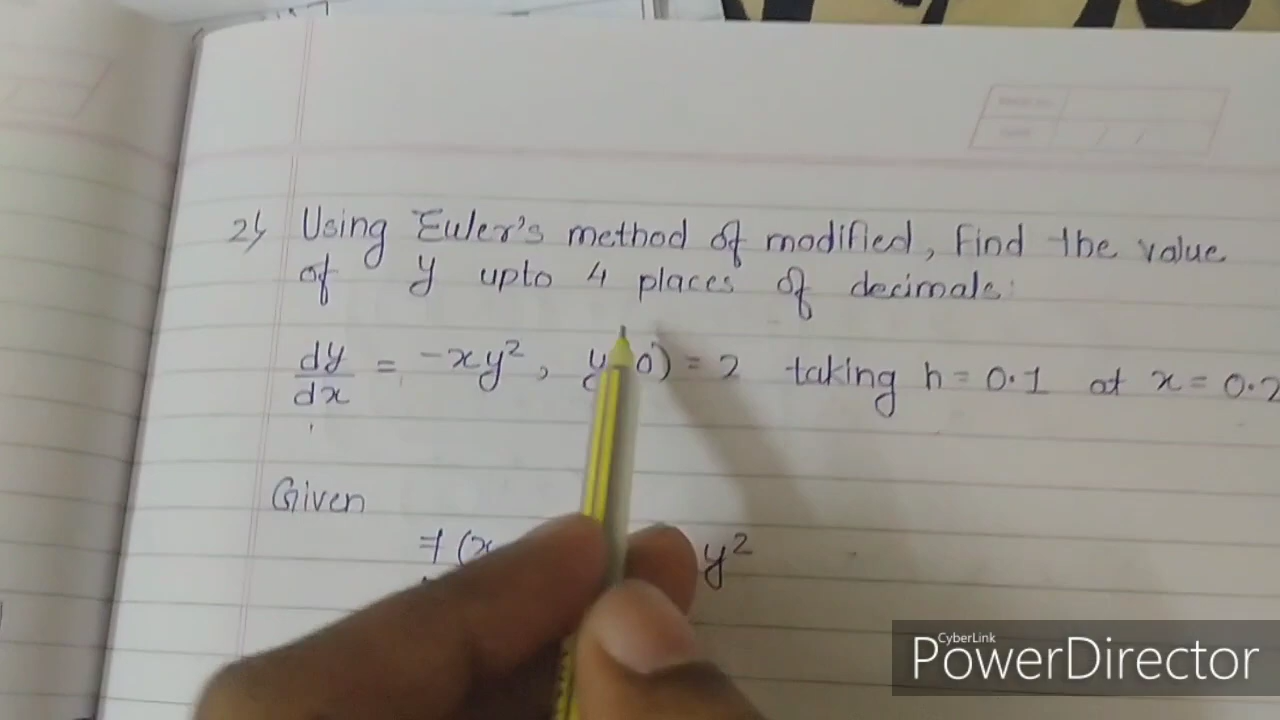 2) Using Euler's method of modified, Find the value
of y upto 4 places of decimals:
dy/dx = -xy², y(0) = 2 taking h = 0.1 at x = 0.2
Given
y²
CyberLink
PowerDirector